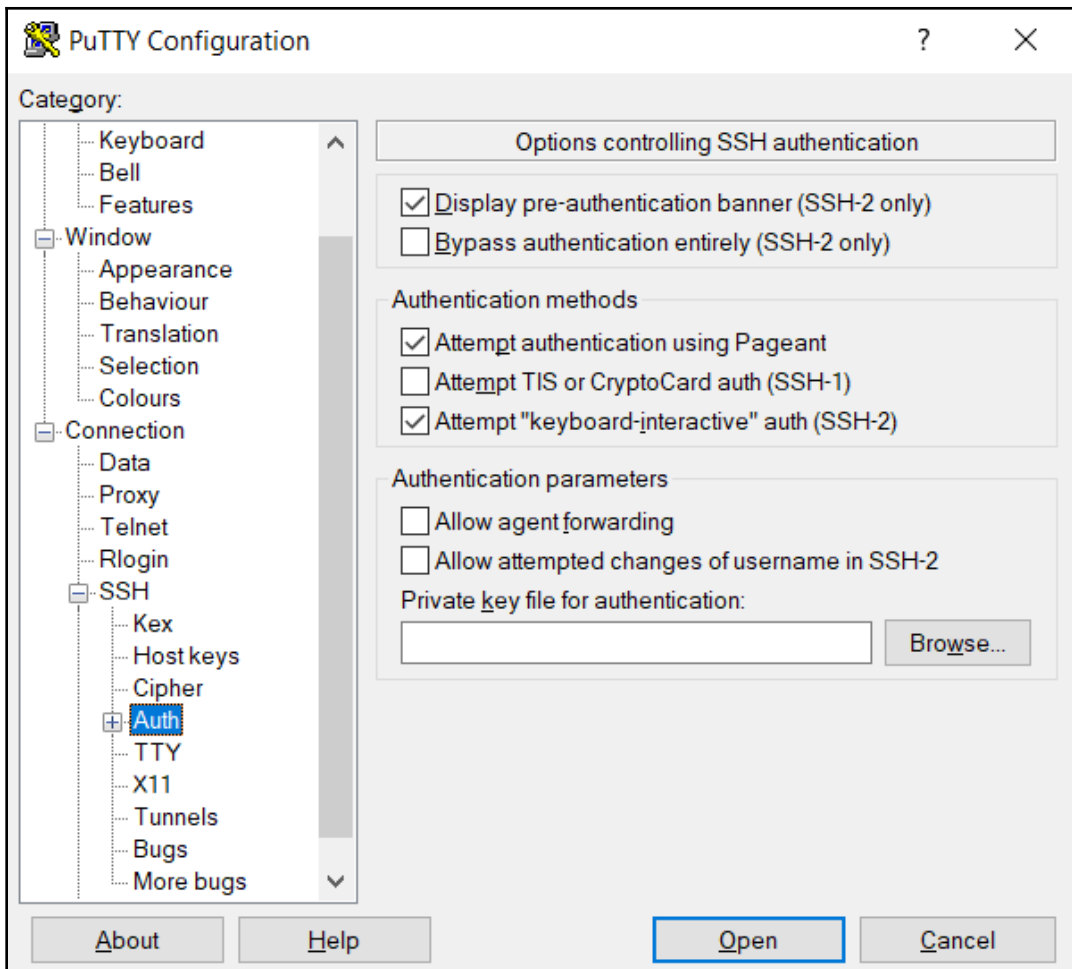 PuTTY Configuration
?
Category:
Keyboard
Bell
Features
Window
Appearance
Behaviour
Translation
Selection
Colours
Connection
Data
Proxy
Telnet
Rlogin
SSH
Kex
Host keys
Cipher
Auth
TTY
X11
Tunnels
Bugs
More bugs
Options controlling SSH authentication
Display pre-authentication banner (SSH-2 only)
Bypass authentication entirely (SSH-2 only)
Authentication methods
Attempt authentication using Pageant
Attempt TIS or CryptoCard auth (SSH-1)
Attempt "keyboard-interactive" auth (SSH-2)
Authentication parameters
Allow agent forwarding
Allow attempted changes of username in SSH-2
Private key file for authentication:
Browse...
About
Help
Open
Cancel